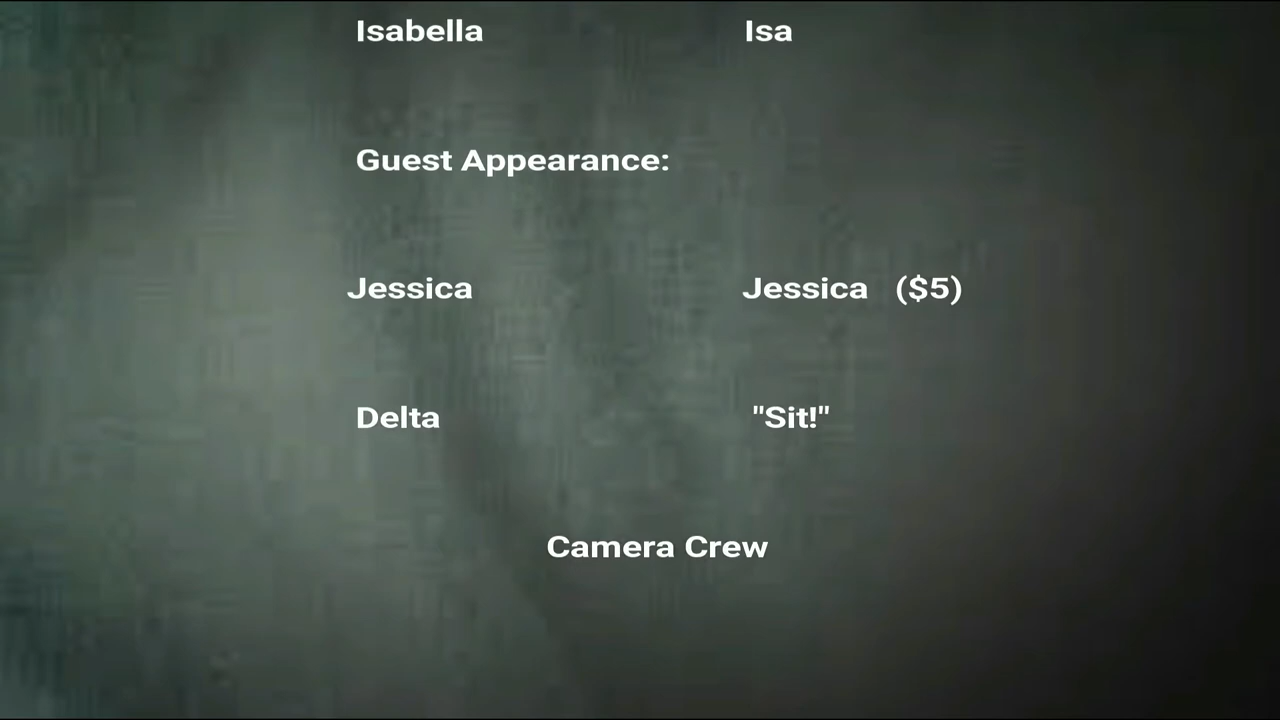 Isabella Isa
Guest Appearance:
Jessica Jessica ($5)
Delta "Sit!"
Camera Crew